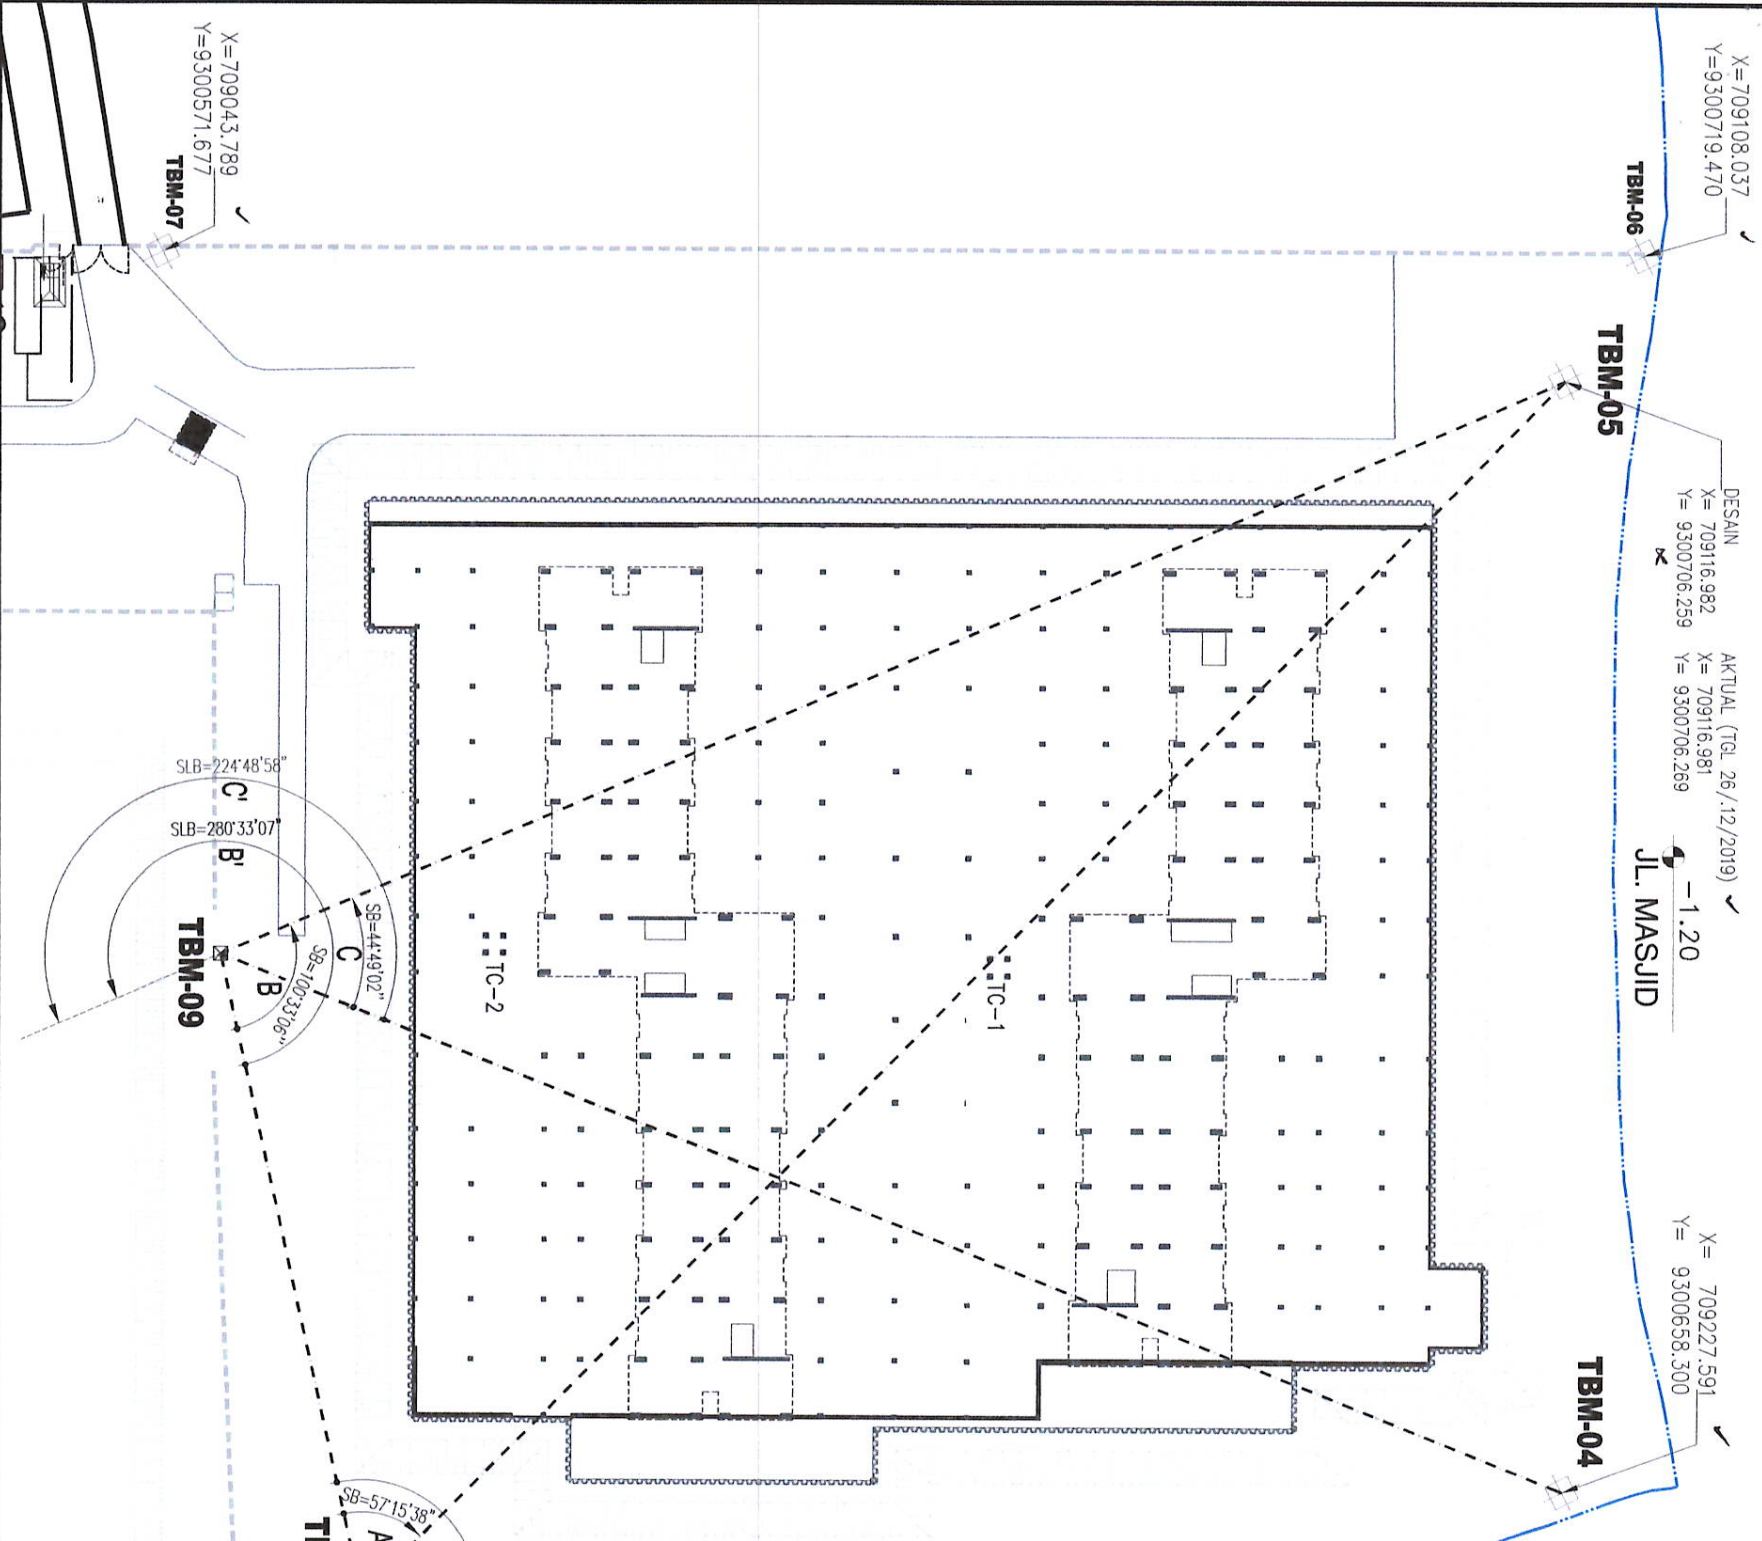 X=709108.037
Y=9300719.470
TBM-06
X=709043.789
Y=9300571.677
TBM-07
TBM-05
DESAIN
X= 709116.982
Y= 9300706.259
AKTUAL (TGL 26/.12/2019)
X= 709116.981
Y= 9300706.269
-1.20
JL. MASJID
X= 709227.591
Y= 9300658.300
TBM-04
TC-1
TC-2
SLB=224°48'58"
C'
SLB=280°33'07"
B'
SB=44°49'02"
C
SB=100°33'06"
B
TBM-09
SB=57°15'38"
A